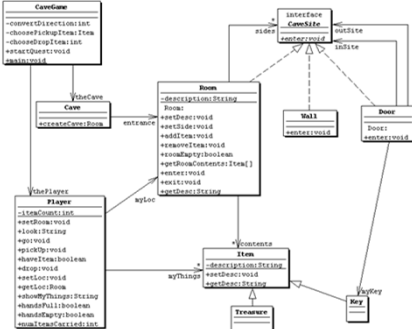 CaveGame
-convertDirection:int
-choosePickupItem:Item
-chooseDropItem:int
+startQuest:void
+main:void
theCave
Cave
+createCave:Room
entrance
thePlayer
Player
-itemCount:int
+setRoom:void
+look:String
+go:void
+pickUp:void
+haveItem:boolean
+drop:void
+setLoc:void
+getLoc:Room
+showMyThings:String
+handsFull:boolean
+handsEmpty:boolean
+numItemsCarried:int
myLoc
Room
-description:String
Room:
+setDesc:void
+setSide:void
+addItem:void
+removeItem:void
+roomEmpty:boolean
+getRoomContents:Item[]
+enter:void
+exit:void
+getDesc:String
sides
*
interface
CaveSite
+enter:void
outSite
inSite
Wall
+enter:void
Door
Door:
+enter:void
myKey
Key
*contents
*
myThings
Item
-description:String
+setDesc:void
+getDesc:String
Treasure